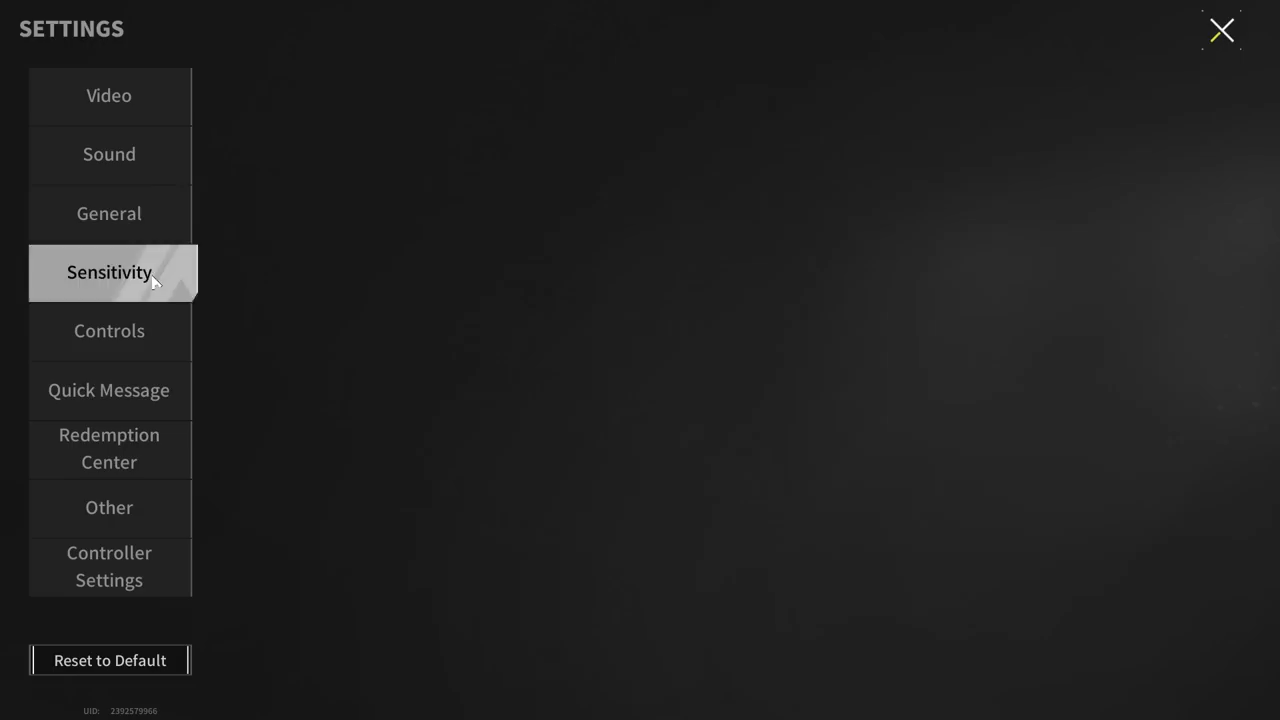 SETTINGS
Video
Sound
General
Sensitivity
Controls
Quick Message
Redemption
Center
Other
Controller
Settings
Reset to Default
UID: 2392579966